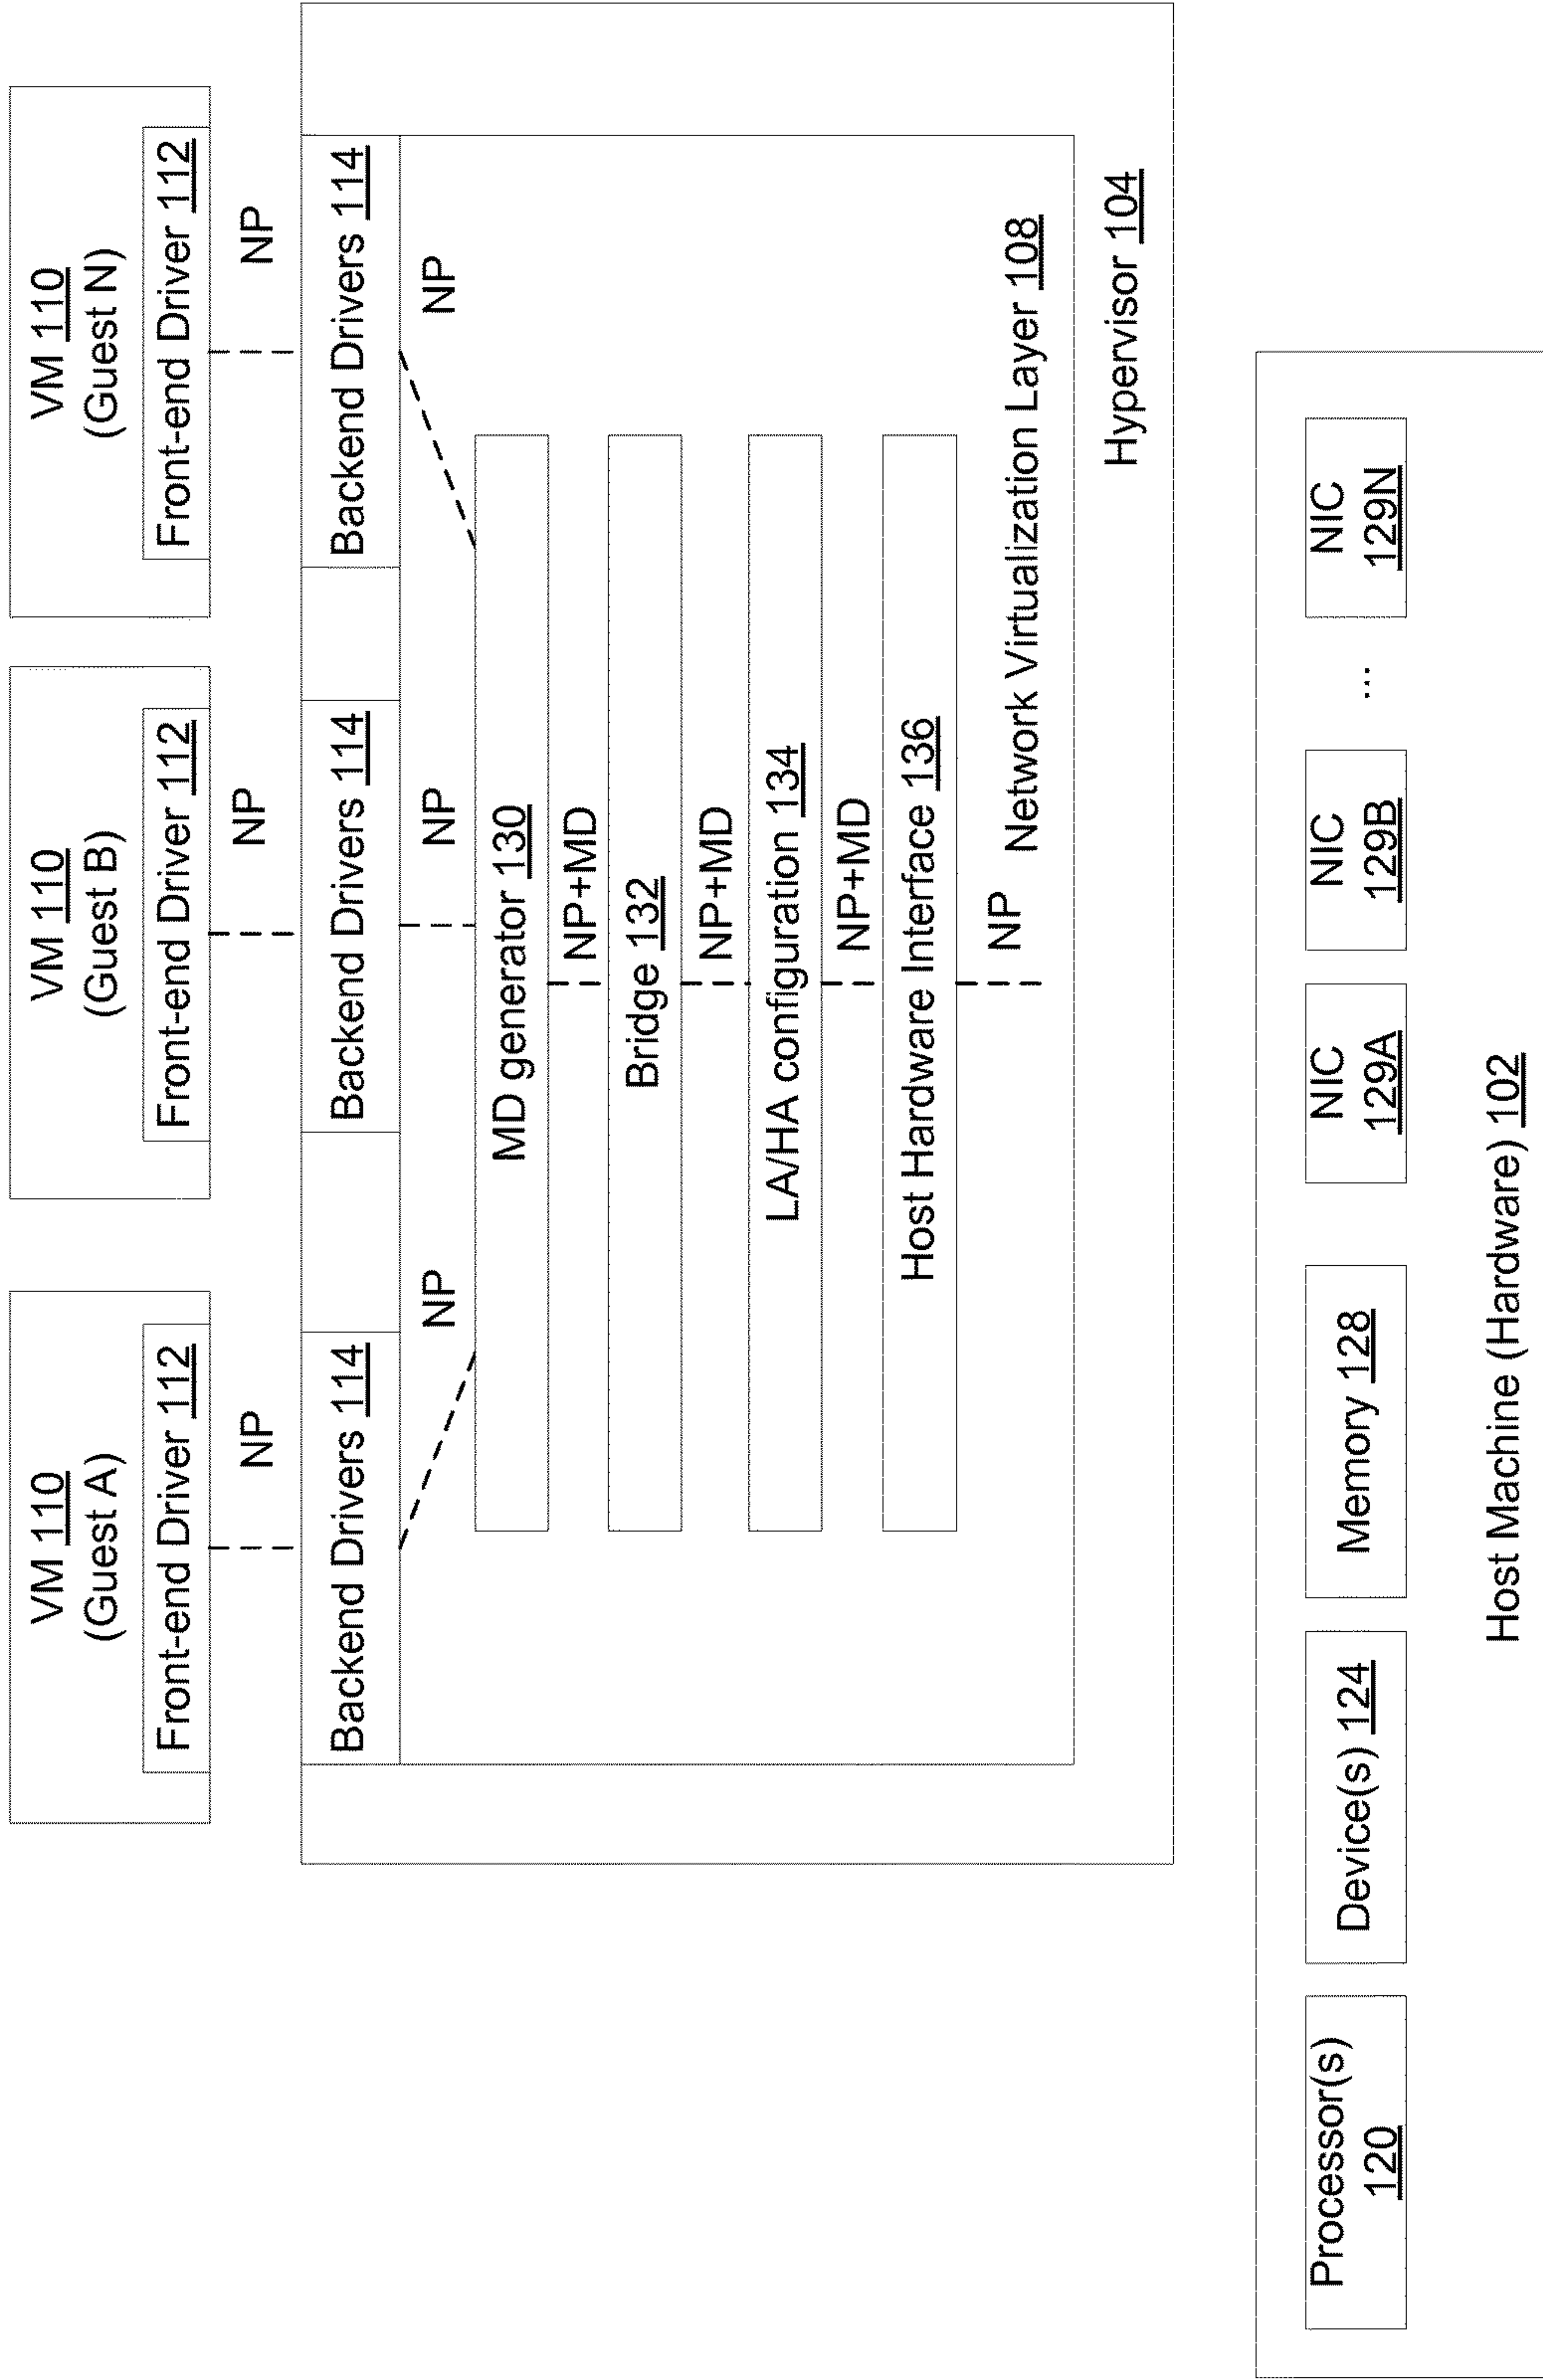 VM 110
(Guest A)
Front-end Driver 112
VM 110
(Guest B)
Front-end Driver 112
VM 110
(Guest N)
Front-end Driver 112
NP
NP
NP
Backend Drivers 114
Backend Drivers 114
Backend Drivers 114
NP
NP
NP
MD generator 130
NP+MD
Bridge 132
NP+MD
LA/HA configuration 134
NP+MD
Host Hardware Interface 136
NP
Network Virtualization Layer 108
Hypervisor 104
Processor(s)
120
Device(s) 124
Memory 128
NIC
129A
NIC
129B
...
NIC
129N
Host Machine (Hardware) 102